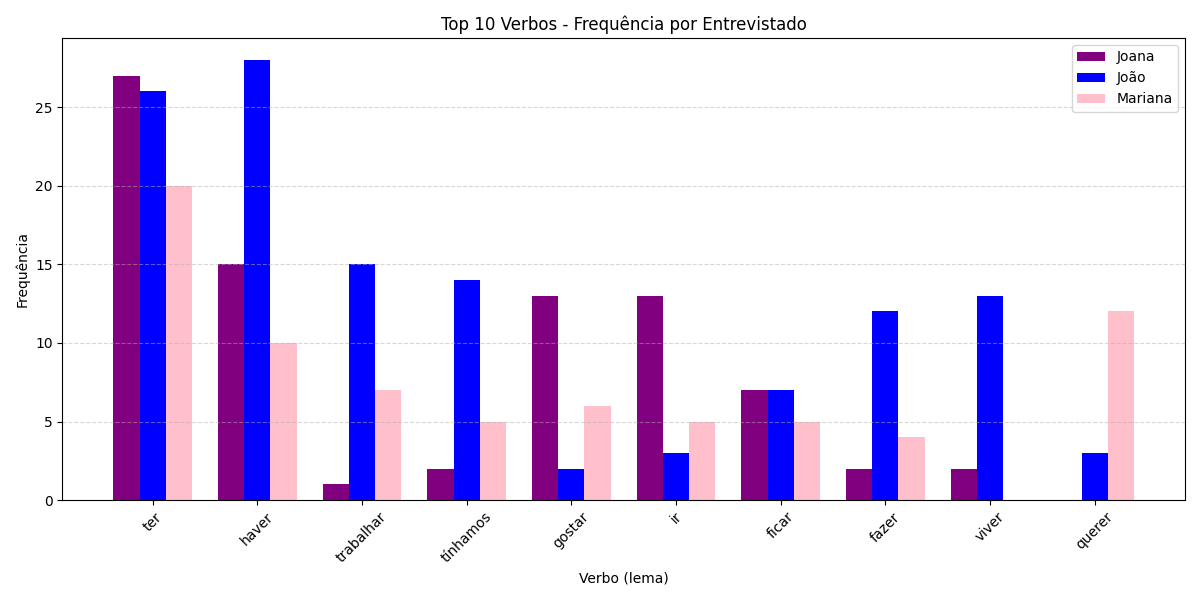 Top 10 Verbos - Frequência por Entrevistado
Joana
João
Mariana
Frequência
25
20
15
10
5
0
ter
haver
trabalhar
tínhamos
gostar
ir
ficar
fazer
viver
querer
Verbo (lema)